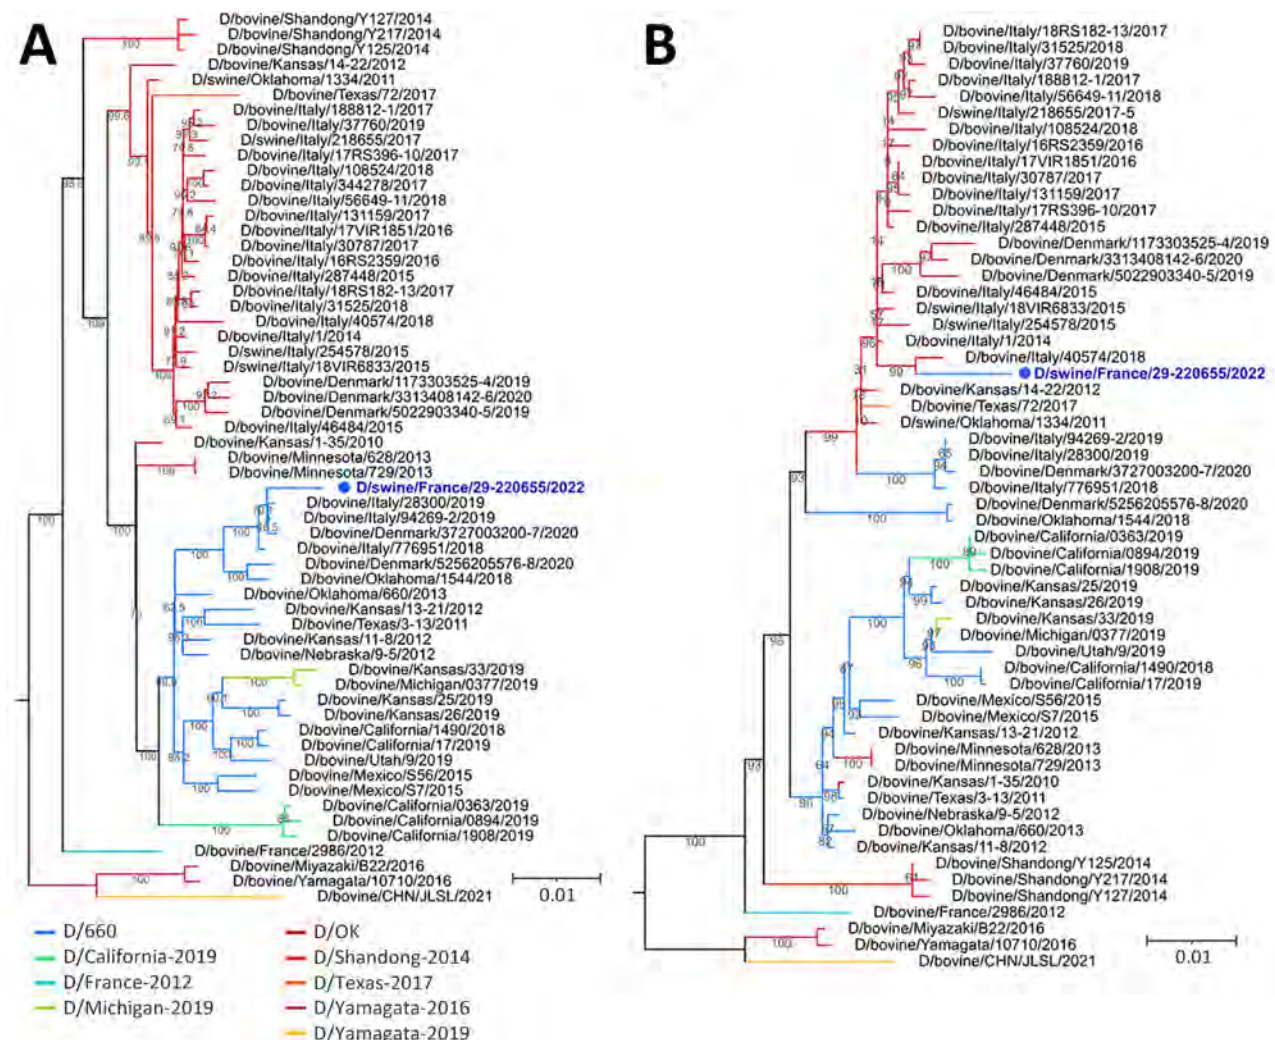 A
D/bovine/Shandong/Y127/2014
D/bovine/Shandong/Y217/2014
D/bovine/Shandong/Y125/2014
D/bovine/Kansas/14-22/2012
D/swine/Oklahoma/1334/2011
D/bovine/Texas/72/2017
D/bovine/Italy/188812-1/2017
D/bovine/Italy/37760/2019
D/swine/Italy/218655/2017
D/bovine/Italy/17RS396-10/2017
D/bovine/Italy/108524/2018
D/bovine/Italy/344278/2017
D/bovine/Italy/56649-11/2018
D/bovine/Italy/131159/2017
D/bovine/Italy/17VIR1851/2016
D/bovine/Italy/30787/2017
D/bovine/Italy/16RS2359/2016
D/bovine/Italy/287448/2015
D/bovine/Italy/18RS182-13/2017
D/bovine/Italy/31525/2018
D/bovine/Italy/40574/2018
D/bovine/Italy/1/2014
D/swine/Italy/254578/2015
D/swine/Italy/18VIR6833/2015
D/bovine/Denmark/1173303525-4/2019
D/bovine/Denmark/3313408142-6/2020
D/bovine/Denmark/5022903340-5/2019
D/bovine/Italy/46484/2015
D/bovine/Kansas/1-35/2010
D/bovine/Minnesota/628/2013
D/bovine/Minnesota/729/2013
D/swine/France/29-220655/2022
D/bovine/Italy/28300/2019
D/bovine/Italy/94269-2/2019
D/bovine/Denmark/3727003200-7/2020
D/bovine/Italy/776951/2018
D/bovine/Denmark/5256205576-8/2020
D/bovine/Oklahoma/1544/2018
D/bovine/Oklahoma/660/2013
D/bovine/Kansas/13-21/2012
D/bovine/Texas/3-13/2011
D/bovine/Kansas/11-8/2012
D/bovine/Nebraska/9-5/2012
D/bovine/Kansas/33/2019
D/bovine/Michigan/0377/2019
D/bovine/Kansas/25/2019
D/bovine/Kansas/26/2019
D/bovine/California/1490/2018
D/bovine/California/17/2019
D/bovine/Utah/9/2019
D/bovine/Mexico/S56/2015
D/bovine/Mexico/S7/2015
D/bovine/California/0363/2019
D/bovine/California/0894/2019
D/bovine/California/1908/2019
D/bovine/France/2986/2012
D/bovine/Miyazaki/B22/2016
D/bovine/Yamagata/10710/2016
D/bovine/CHN/JLSL/2021
0.01
D/660
D/California-2019
D/France-2012
D/Michigan-2019
D/OK
D/Shandong-2014
D/Texas-2017
D/Yamagata-2016
D/Yamagata-2019
B
D/bovine/Italy/18RS182-13/2017
D/bovine/Italy/31525/2018
D/bovine/Italy/37760/2019
D/bovine/Italy/188812-1/2017
D/bovine/Italy/56649-11/2018
D/swine/Italy/218655/2017-5
D/bovine/Italy/108524/2018
D/bovine/Italy/16RS2359/2016
D/bovine/Italy/17VIR1851/2016
D/bovine/Italy/30787/2017
D/bovine/Italy/131159/2017
D/bovine/Italy/17RS396-10/2017
D/bovine/Italy/287448/2015
D/bovine/Denmark/1173303525-4/2019
D/bovine/Denmark/3313408142-6/2020
D/bovine/Denmark/5022903340-5/2019
D/bovine/Italy/46484/2015
D/swine/Italy/18VIR6833/2015
D/swine/Italy/254578/2015
D/bovine/Italy/1/2014
D/bovine/Italy/40574/2018
D/swine/France/29-220655/2022
D/bovine/Kansas/14-22/2012
D/bovine/Texas/72/2017
D/swine/Oklahoma/1334/2011
D/bovine/Italy/94269-2/2019
D/bovine/Italy/28300/2019
D/bovine/Denmark/3727003200-7/2020
D/bovine/Italy/776951/2018
D/bovine/Denmark/5256205576-8/2020
D/bovine/Oklahoma/1544/2018
D/bovine/California/0363/2019
D/bovine/California/0894/2019
D/bovine/California/1908/2019
D/bovine/Kansas/25/2019
D/bovine/Kansas/26/2019
D/bovine/Kansas/33/2019
D/bovine/Michigan/0377/2019
D/bovine/Utah/9/2019
D/bovine/California/1490/2018
D/bovine/California/17/2019
D/bovine/Mexico/S56/2015
D/bovine/Mexico/S7/2015
D/bovine/Kansas/13-21/2012
D/bovine/Minnesota/628/2013
D/bovine/Minnesota/729/2013
D/bovine/Kansas/1-35/2010
D/bovine/Texas/3-13/2011
D/bovine/Nebraska/9-5/2012
D/bovine/Oklahoma/660/2013
D/bovine/Kansas/11-8/2012
D/bovine/Shandong/Y125/2014
D/bovine/Shandong/Y217/2014
D/bovine/Shandong/Y127/2014
D/bovine/France/2986/2012
D/bovine/Miyazaki/B22/2016
D/bovine/Yamagata/10710/2016
D/bovine/CHN/JLSL/2021
0.01